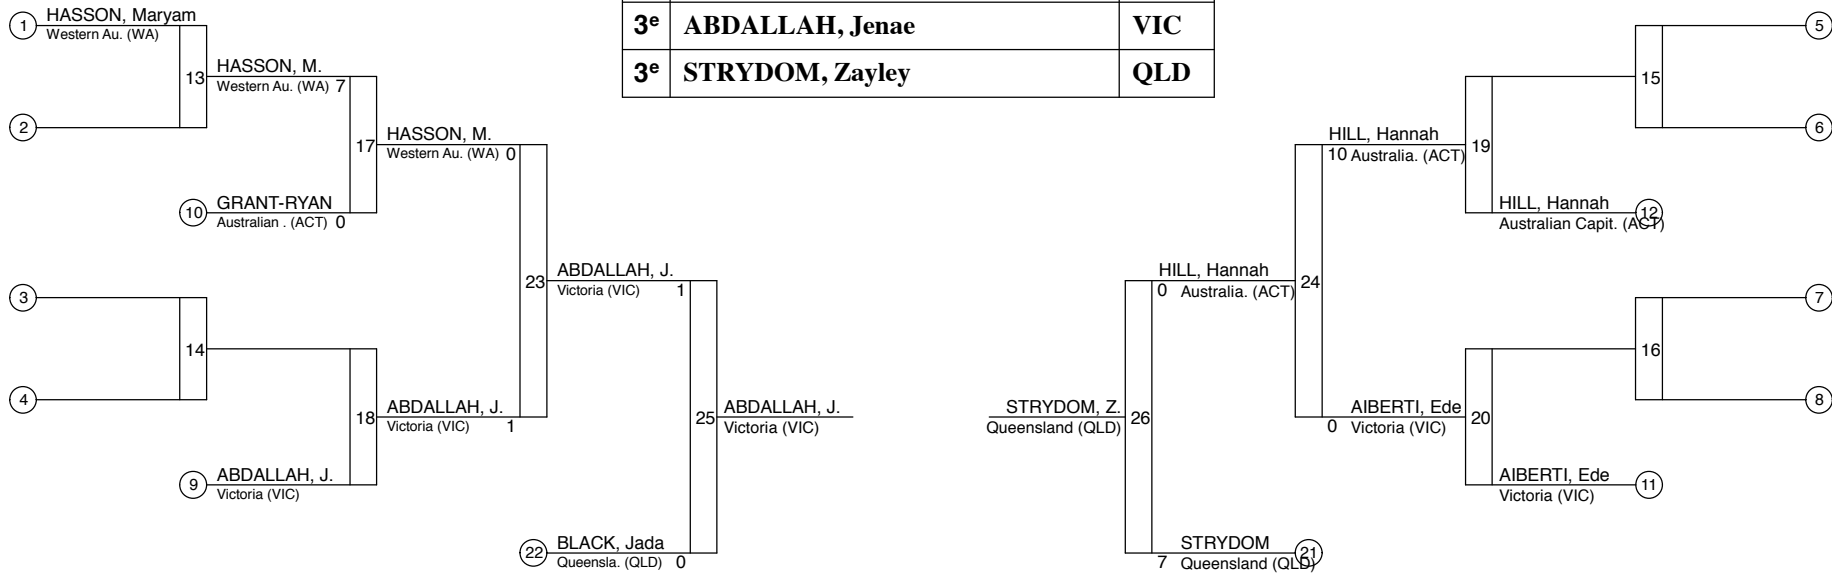 3e ABDALLAH, Jenae VIC
3e STRYDOM, Zayley QLD
1 HASSON, Maryam
Western Au. (WA)
2
13 HASSON, M.
Western Au. (WA) 7
17 HASSON, M.
Western Au. (WA) 0
10 GRANT-RYAN
Australian . (ACT) 0
3
4
14
18 ABDALLAH, J.
Victoria (VIC) 1
9 ABDALLAH, J.
Victoria (VIC)
23 ABDALLAH, J.
Victoria (VIC) 1
22 BLACK, Jada
Queensla. (QLD) 0
25 ABDALLAH, J.
Victoria (VIC)
5
6
15
HILL, Hannah 19
10 Australia. (ACT)
HILL, Hannah 12
Australian Capit. (ACT)
HILL, Hannah 24
0 Australia. (ACT)
7
8
16
AIBERTI, Ede 20
0 Victoria (VIC)
AIBERTI, Ede 11
Victoria (VIC)
STRYDOM, Z. 26
Queensland (QLD)
STRYDOM 21
7 Queensland (QLD)